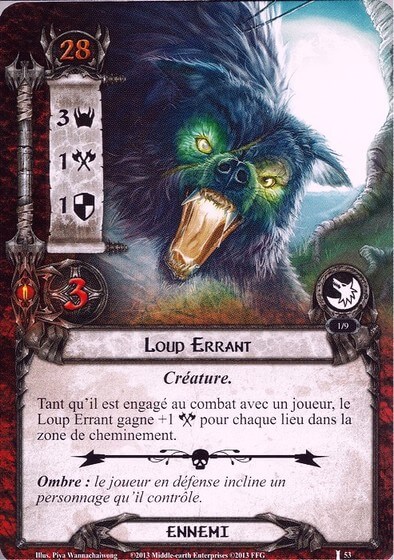 28
3
1
1
3
1/9
Loup Errant
Créature.
Tant qu'il est engagé au combat avec un joueur, le
Loup Errant gagne +1 pour chaque lieu dans la
zone de cheminement.
Ombre : le joueur en défense incline un
personnage qu'il contrôle.
ENNEMI
Illus. Piya Wannachaiwong ©2013 Middle-earth Enterprises ©2013 FFG 53